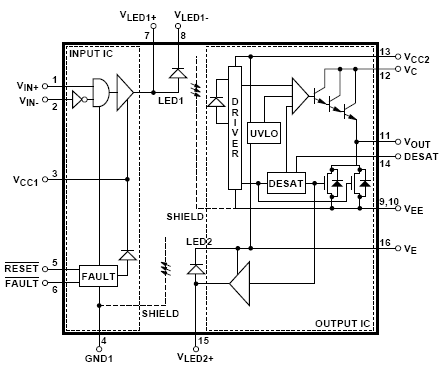 VLED1+ VLED1-
7 8
INPUT IC
13 VCC2
12 VC
VIN+ 1
VIN- 2
LED1
DRIVER
UVLO
11 VOUT
DESAT
14
VCC1 3
DESAT
9,10 VEE
SHIELD
LED2
16 VE
RESET 5
FAULT
FAULT 6
SHIELD
OUTPUT IC
4 15
GND1 VLED2+